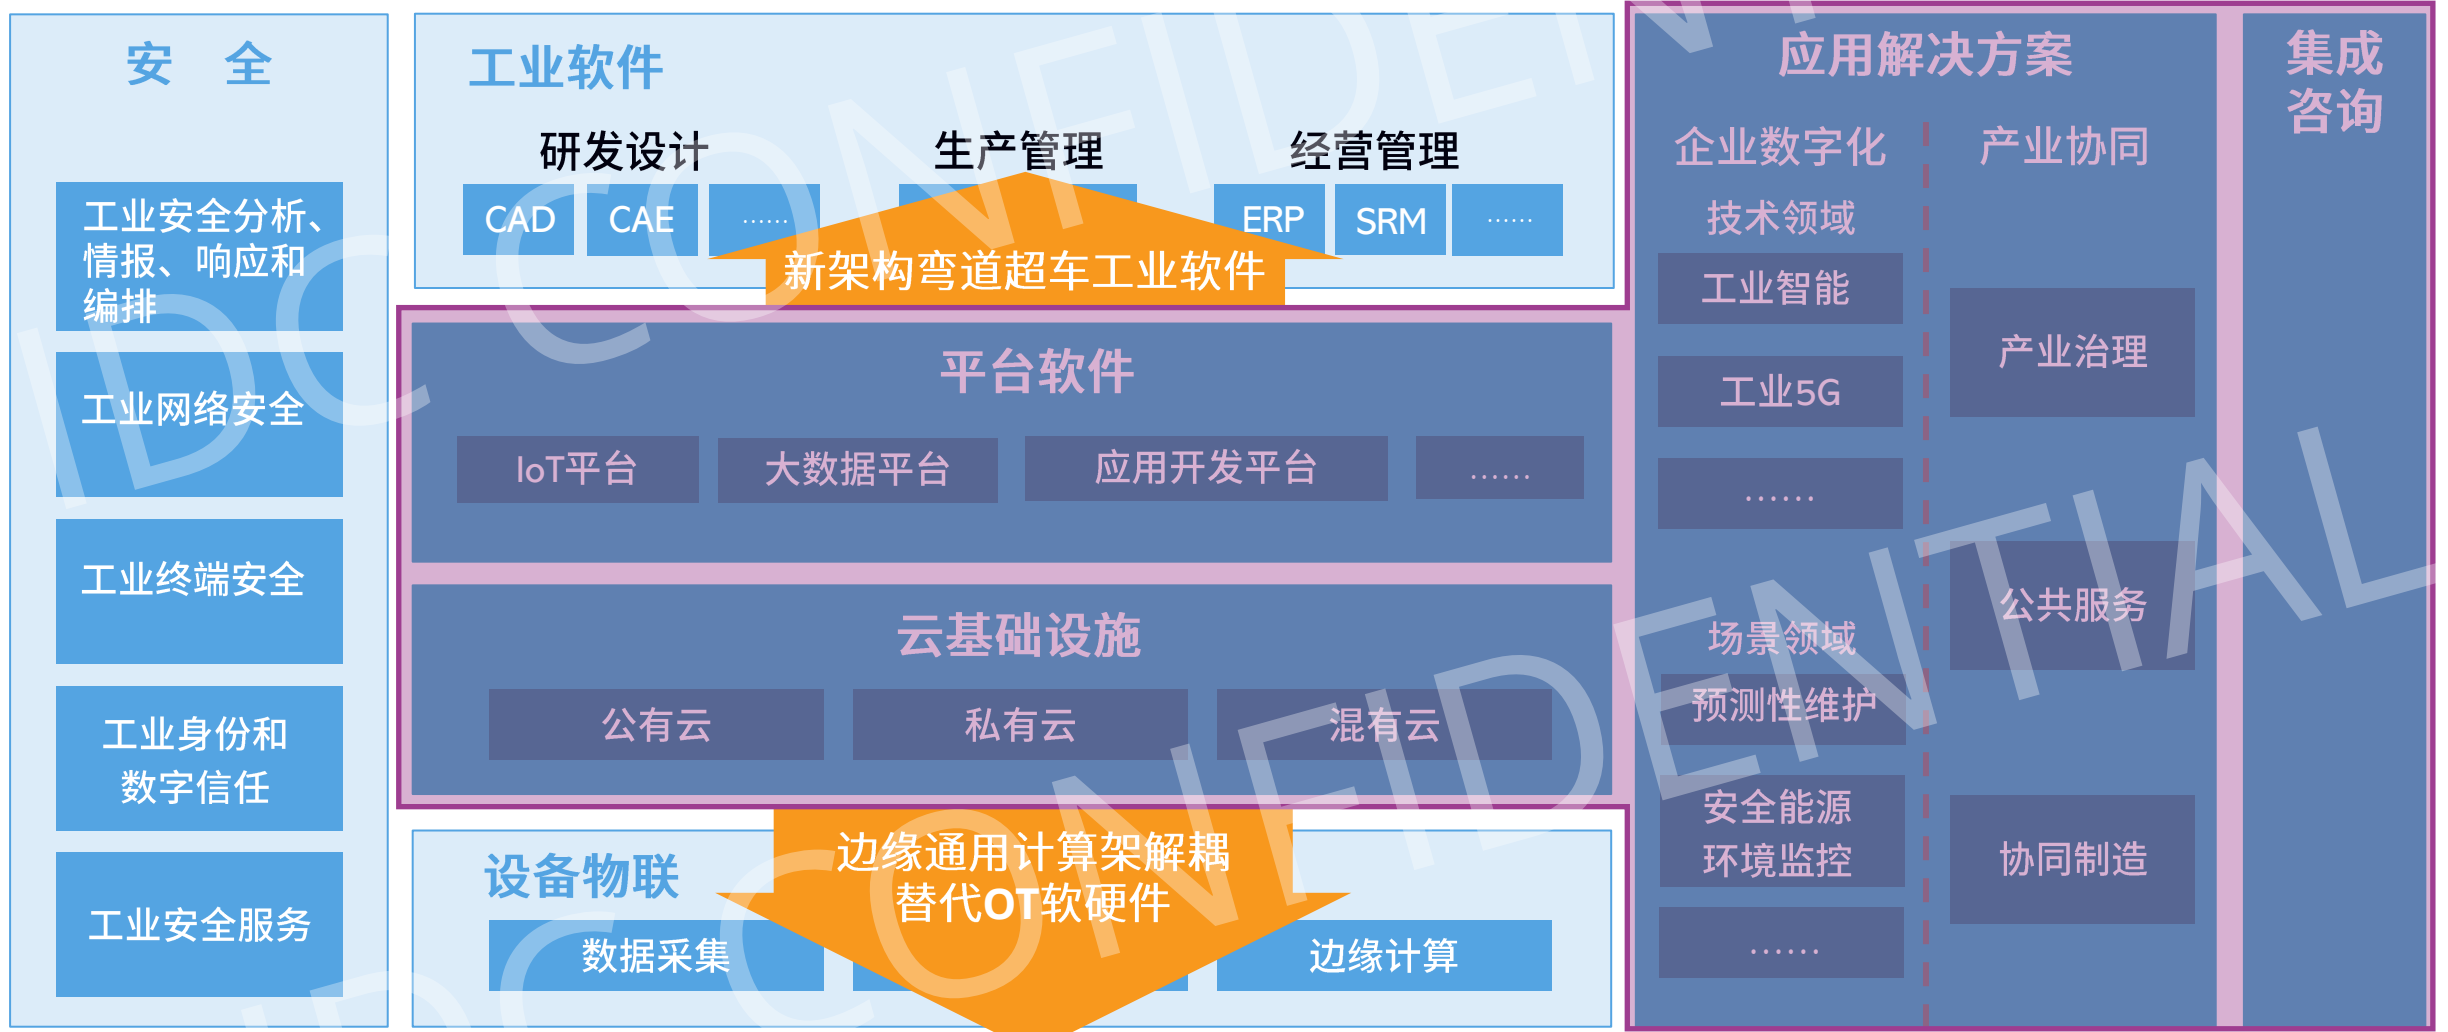 安 全
工业安全分析、
情报、响应和
编排
工业网络安全
工业终端安全
工业身份和
数字信任
工业安全服务
工业软件
研发设计
CAD
CAE
......
生产管理
经营管理
ERP
SRM
......
新架构弯道超车工业软件
平台软件
IoT平台
大数据平台
应用开发平台
......
云基础设施
公有云
私有云
混有云
边缘通用计算架解耦
替代OT软硬件
设备物联
数据采集
边缘计算
应用解决方案
企业数字化
技术领域
工业智能
工业5G
......
场景领域
预测性维护
安全能源
环境监控
......
产业协同
产业治理
公共服务
协同制造
集成
咨询
IDC CONFIDENTIAL
IDC CONFIDENTIAL